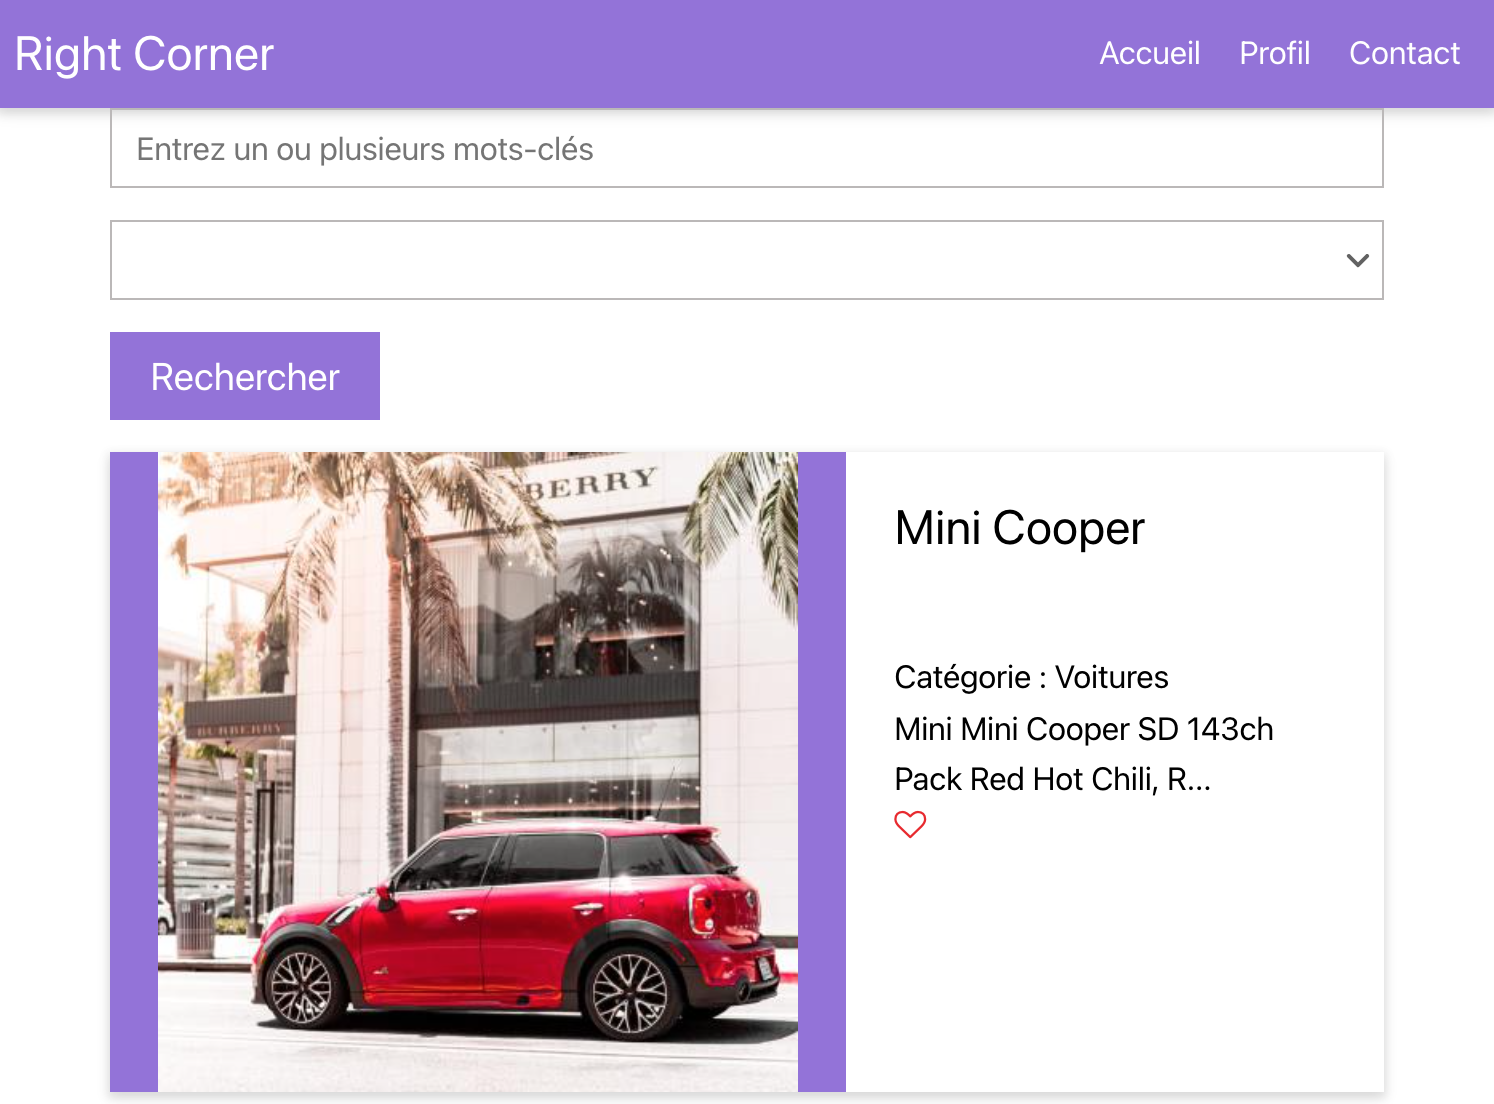 Right Corner
Accueil Profil Contact
Entrez un ou plusieurs mots-clés
Rechercher
BERRY
BURBERRY
Mini Cooper
Catégorie : Voitures
Mini Mini Cooper SD 143ch
Pack Red Hot Chili, R...